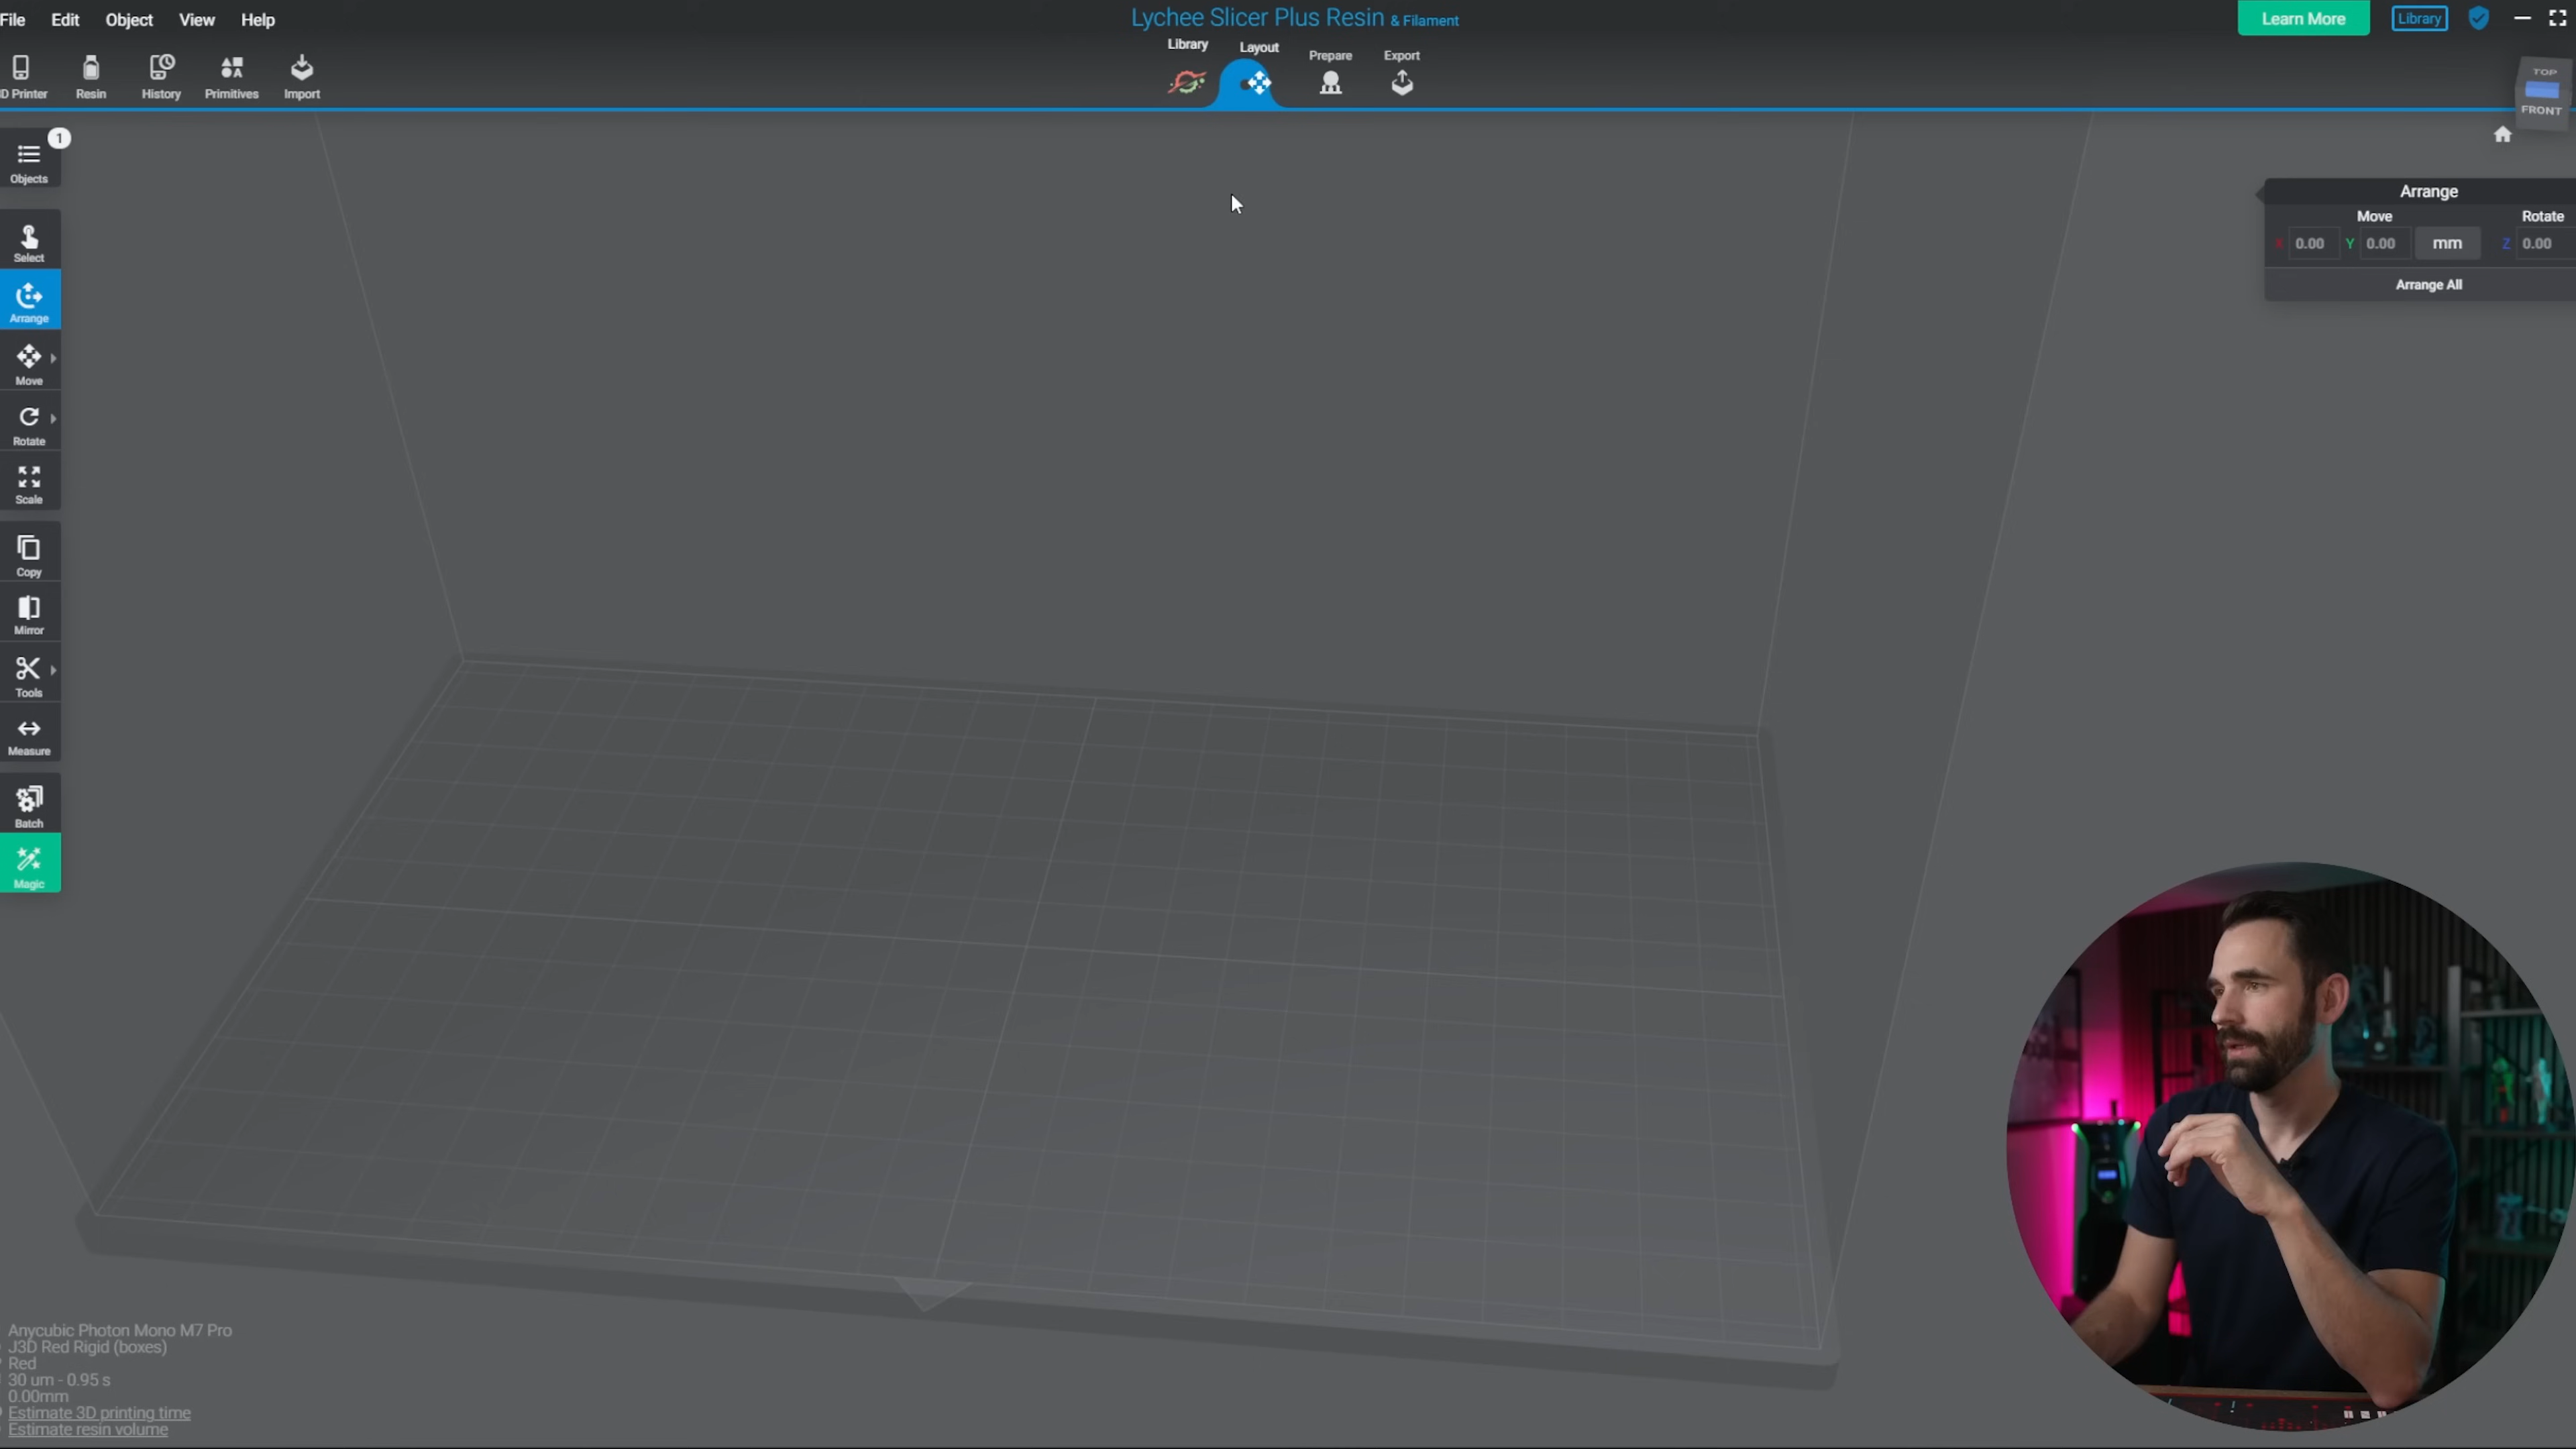 File Edit Object View Help
Lychee Slicer Plus Resin & Filament
Learn More Library
D Printer Resin History Primitives Import
Library Layout Prepare Export
TOP
FRONT
1
Objects
Select
Arrange
Move
Rotate
Scale
Copy
Mirror
Tools
Measure
Batch
Magic
Arrange
Move Rotate
X 0.00 Y 0.00 mm Z 0.00
Arrange All
Anycubic Photon Mono M7 Pro
J3D Red Rigid (boxes)
Red
30 um - 0.95 s
0.00mm
Estimate 3D printing time
Estimate resin volume